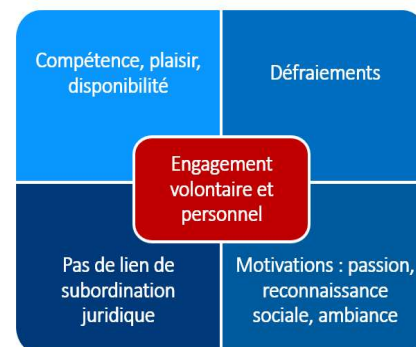 Compétence, plaisir,
disponibilité
Défraiements
Engagement
volontaire et
personnel
Pas de lien de
subordination
juridique
Motivations : passion,
reconnaissance
sociale, ambiance